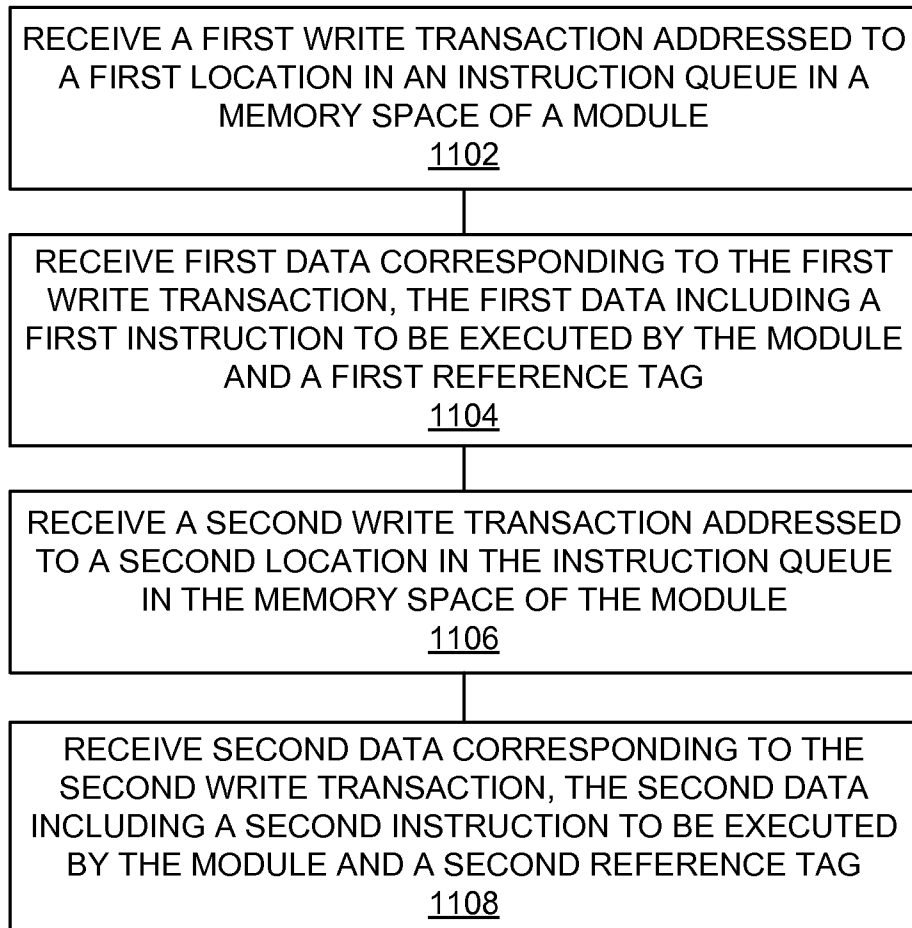 RECEIVE A FIRST WRITE TRANSACTION ADDRESSED TO
A FIRST LOCATION IN AN INSTRUCTION QUEUE IN A
MEMORY SPACE OF A MODULE
1102
RECEIVE FIRST DATA CORRESPONDING TO THE FIRST
WRITE TRANSACTION, THE FIRST DATA INCLUDING A
FIRST INSTRUCTION TO BE EXECUTED BY THE MODULE
AND A FIRST REFERENCE TAG
1104
RECEIVE A SECOND WRITE TRANSACTION ADDRESSED
TO A SECOND LOCATION IN THE INSTRUCTION QUEUE
IN THE MEMORY SPACE OF THE MODULE
1106
RECEIVE SECOND DATA CORRESPONDING TO THE
SECOND WRITE TRANSACTION, THE SECOND DATA
INCLUDING A SECOND INSTRUCTION TO BE EXECUTED
BY THE MODULE AND A SECOND REFERENCE TAG
1108